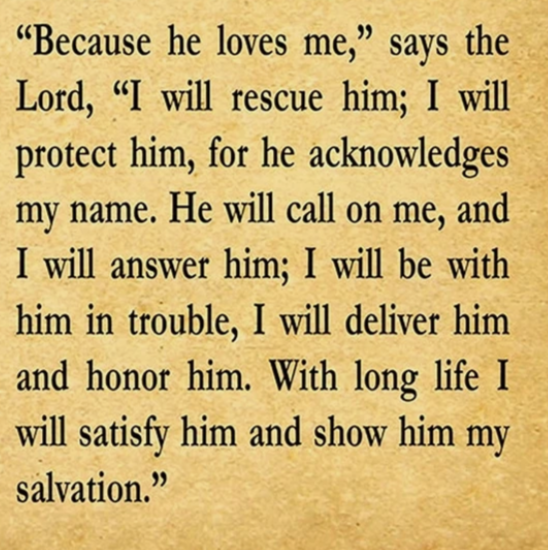 “Because he loves me,” says the
Lord, “I will rescue him; I will
protect him, for he acknowledges
my name. He will call on me, and
I will answer him; I will be with
him in trouble, I will deliver him
and honor him. With long life I
will satisfy him and show him my
salvation.”